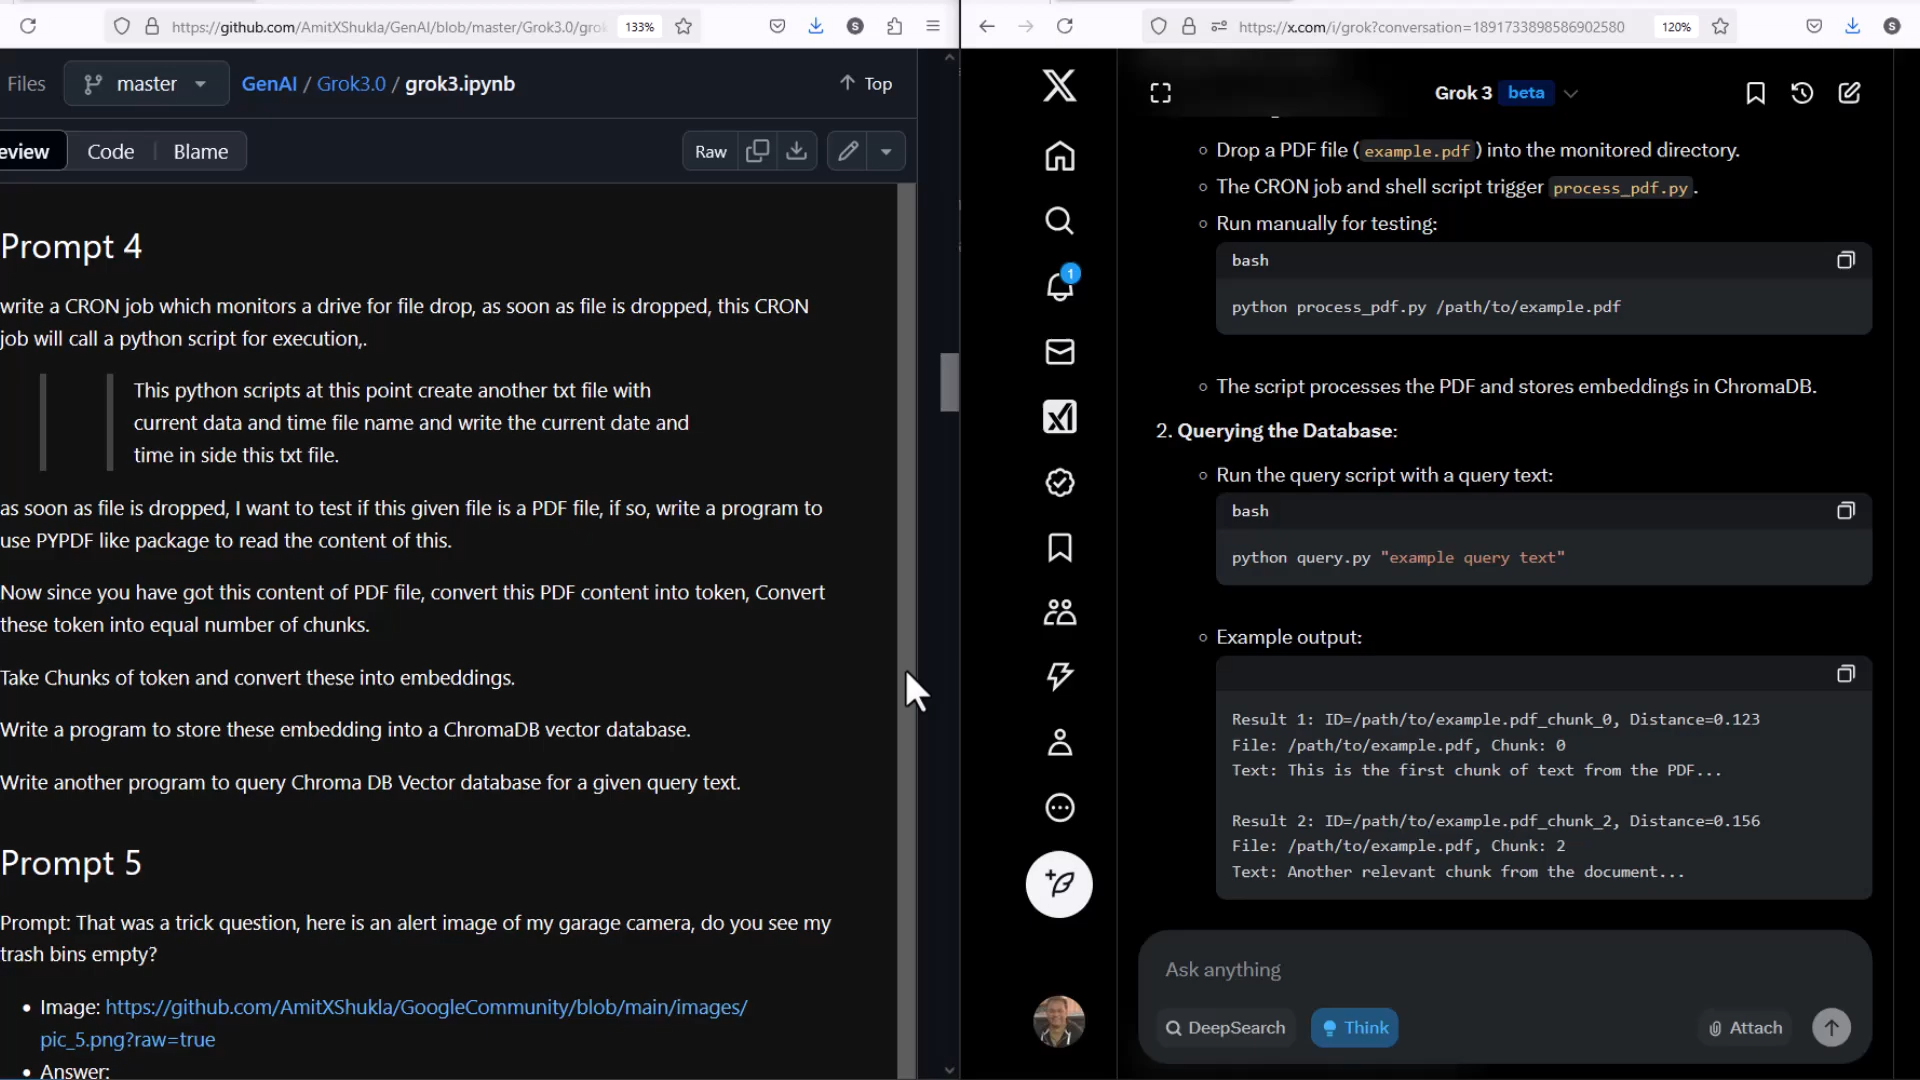 https://github.com/AmitXShukla/GenAI/blob/master/Grok3.0/grok
133%
Files
master
GenAI / Grok3.0 / grok3.ipynb
Top
eview
Code
Blame
Raw
Prompt 4
write a CRON job which monitors a drive for file drop, as soon as file is dropped, this CRON
job will call a python script for execution,.
This python scripts at this point create another txt file with
current data and time file name and write the current date and
time in side this txt file.
as soon as file is dropped, I want to test if this given file is a PDF file, if so, write a program to
use PYPDF like package to read the content of this.
Now since you have got this content of PDF file, convert this PDF content into token, Convert
these token into equal number of chunks.
Take Chunks of token and convert these into embeddings.
Write a program to store these embedding into a ChromaDB vector database.
Write another program to query Chroma DB Vector database for a given query text.
Prompt 5
Prompt: That was a trick question, here is an alert image of my garage camera, do you see my
trash bins empty?
Image: https://github.com/AmitXShukla/GoogleCommunity/blob/main/images/
pic_5.png?raw=true
Answer:
https://x.com/i/grok?conversation=1891733898586902580
120%
S
S
Grok 3 beta
1
Drop a PDF file (example.pdf) into the monitored directory.
The CRON job and shell script trigger process_pdf.py.
Run manually for testing:
bash
python process_pdf.py /path/to/example.pdf
The script processes the PDF and stores embeddings in ChromaDB.
2. Querying the Database:
Run the query script with a query text:
bash
python query.py "example query text"
Example output:
Result 1: ID=/path/to/example.pdf_chunk_0, Distance=0.123
File: /path/to/example.pdf, Chunk: 0
Text: This is the first chunk of text from the PDF...
Result 2: ID=/path/to/example.pdf_chunk_2, Distance=0.156
File: /path/to/example.pdf, Chunk: 2
Text: Another relevant chunk from the document...
Ask anything
DeepSearch
Think
Attach